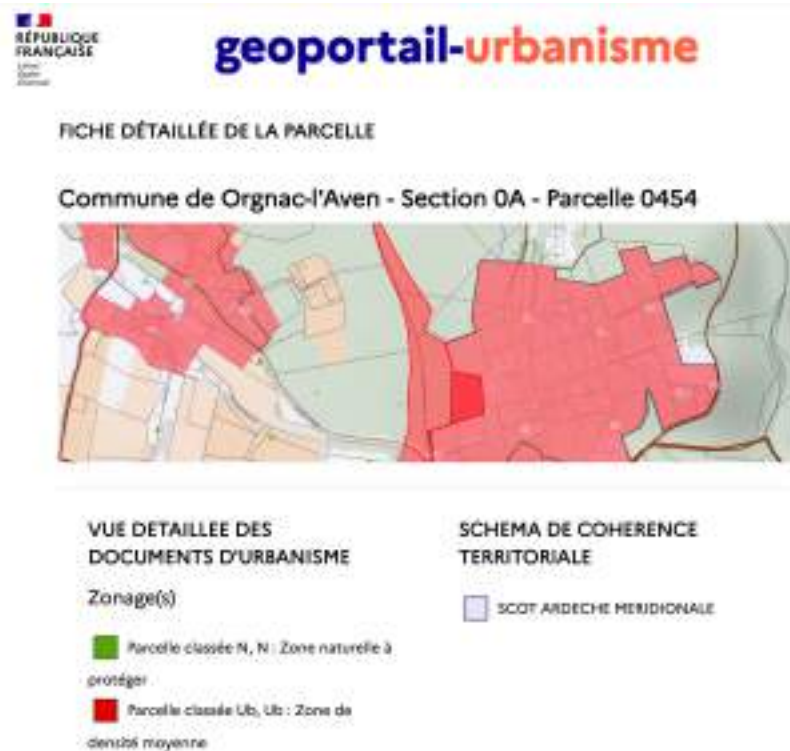 RÉPUBLIQUE
FRANÇAISE
geoportail-urbanisme
FICHE DÉTAILLÉE DE LA PARCELLE
Commune de Orgnac-l'Aven - Section 0A - Parcelle 0454
VUE DETAILLEE DES
DOCUMENTS D'URBANISME
Zonage(s)
Parcelle classée N, N : Zone naturelle à
protéger
Parcelle classée Ub, Ub : Zone de
densité moyenne
SCHEMA DE COHERENCE
TERRITORIALE
SCOT ARDECHE MERIDIONALE